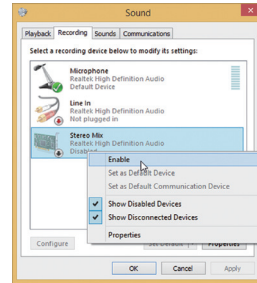 Sound
Playback Recording Sounds Communications
Select a recording device below to modify its settings:
Microphone
Realtek High Definition Audio
Default Device
Line In
Realtek High Definition Audio
Not plugged in
Stereo Mix
Realtek High Definition Audio
Disabled
Enable
Set as Default Device
Set as Default Communication Device
Show Disabled Devices
Show Disconnected Devices
Properties
Configure Set Default Properties
OK Cancel Apply